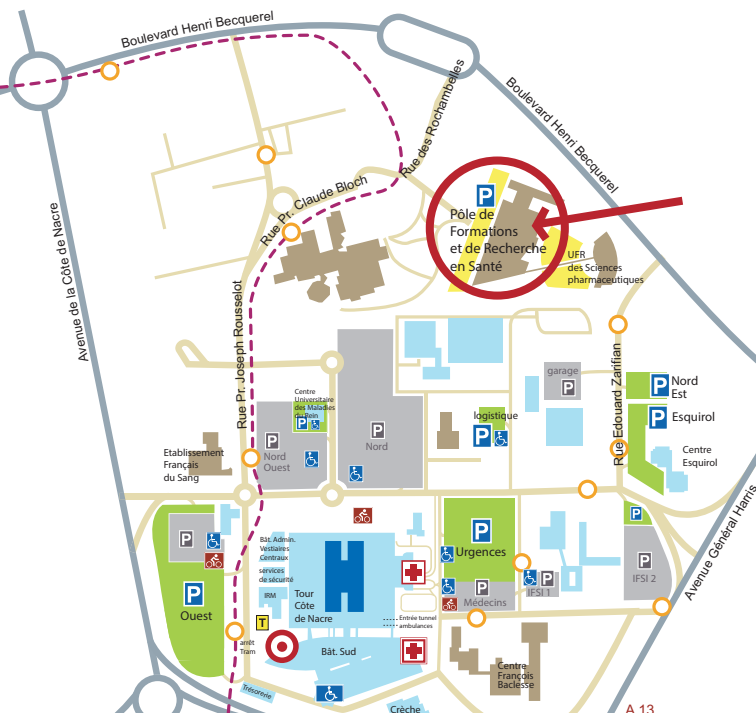 Boulevard Henri Becquerel
Boulevard Henri Becquerel
Rue des Rochambelles
Rue Pr. Claude Bloch
Avenue de la Côte de Nacre
P
Pôle de
Formations
et de Recherche
en Santé
UFR
des Sciences
pharmaceutiques
Rue Pr. Joseph Rousselot
Rue Edouard Zarifian
garage
P
P
Nord
Est
P
Esquirol
Centre
Esquirol
Centre
Universitaire
des Maladies
du Rein
P
P
Nord
Ouest
P
Nord
logistique
P
Etablissement
Français
du Sang
Avenue Général Harris
P
P
Ouest
Bât. Admin.
Vestiaires
Centraux
services
de sécurité
IRM
H
Tour
Côte
de Nacre
T
arrêt
Tram
Bât. Sud
Entrée tunnel
ambulances
P
Urgences
P
Médecins
P
IFSI 1
P
P
IFSI 2
Centre
François
Baclesse
Trésorerie
Crèche
A 13